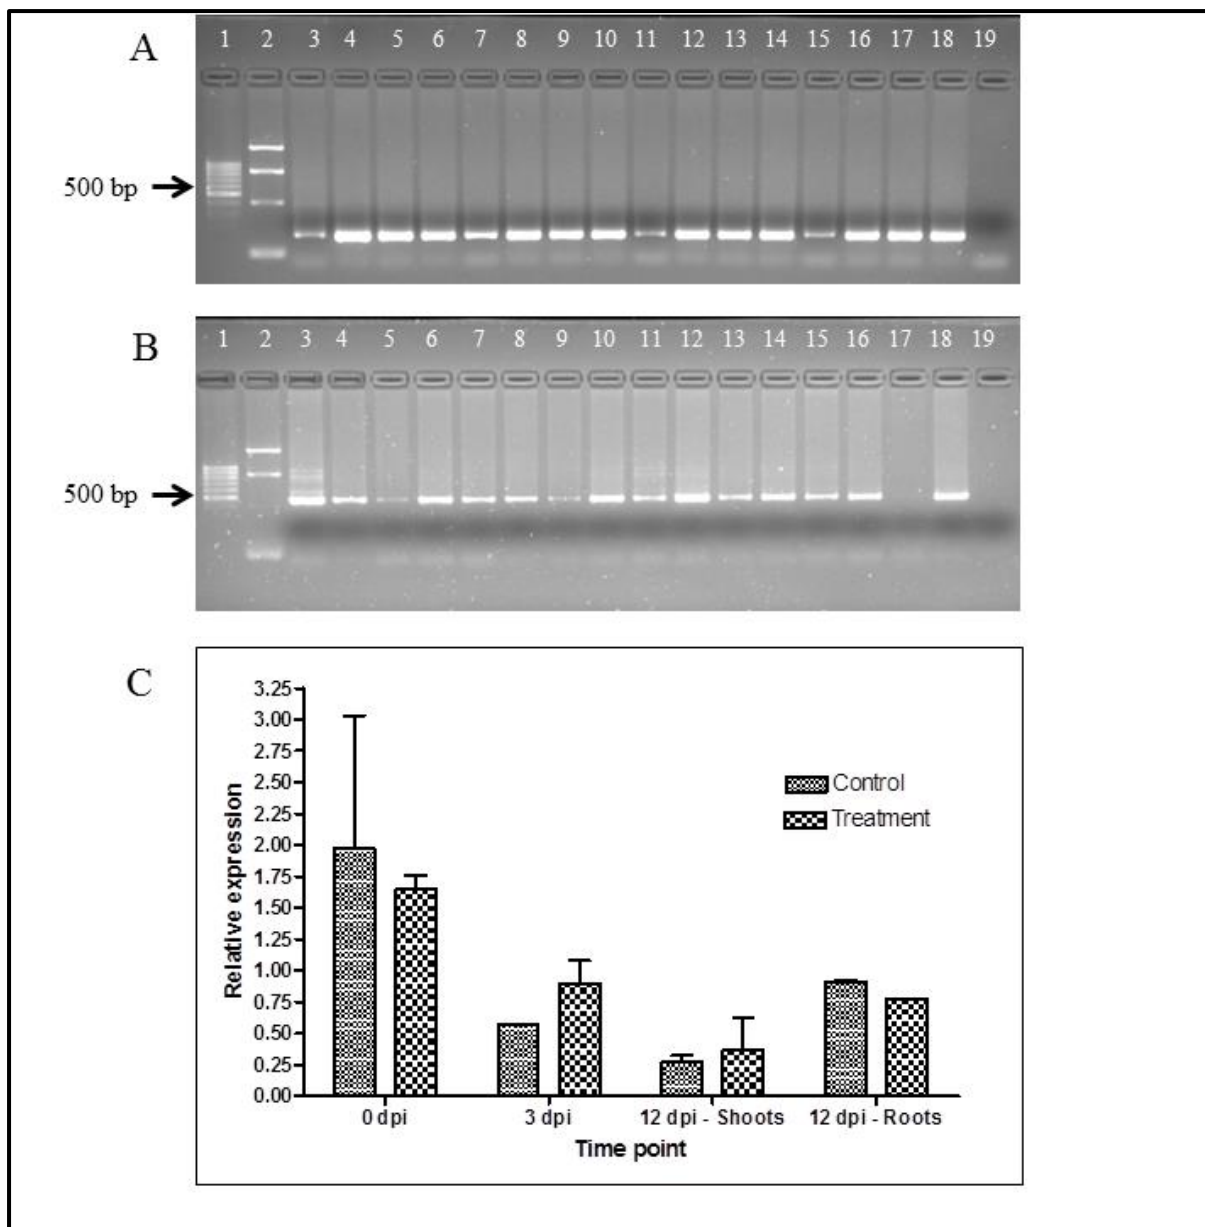 A
1 2 3 4 5 6 7 8 9 10 11 12 13 14 15 16 17 18 19
500 bp
B
1 2 3 4 5 6 7 8 9 10 11 12 13 14 15 16 17 18 19
500 bp
C
3.25
3.00
2.75
2.50
2.25
2.00
1.75
1.50
1.25
1.00
0.75
0.50
0.25
0.00
Relative expression
Control
Treatment
0 dpi 3 dpi 12 dpi - Shoots 12 dpi - Roots
Time point